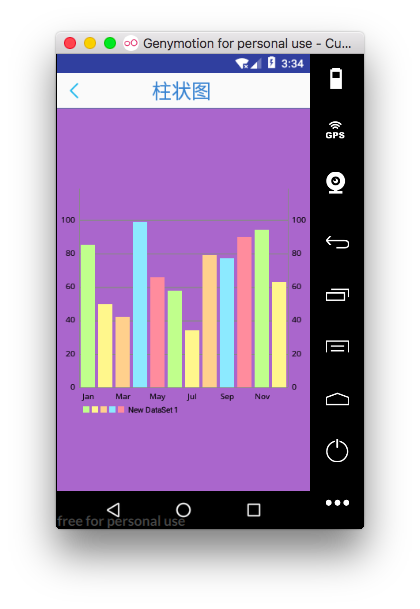 Genymotion for personal use - Cu...
3:34
柱状图
100 100
80 80
60 60
40 40
20 20
0 0
Jan Mar May Jul Sep Nov
New DataSet 1
GPS
free for personal use